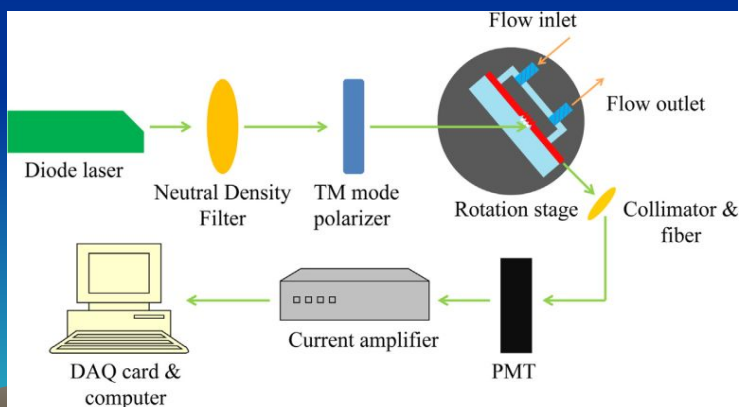 Flow inlet
Flow outlet
Diode laser
Neutral Density
Filter
TM mode
polarizer
Rotation stage
Collimator &
fiber
DAQ card &
computer
Current amplifier
PMT